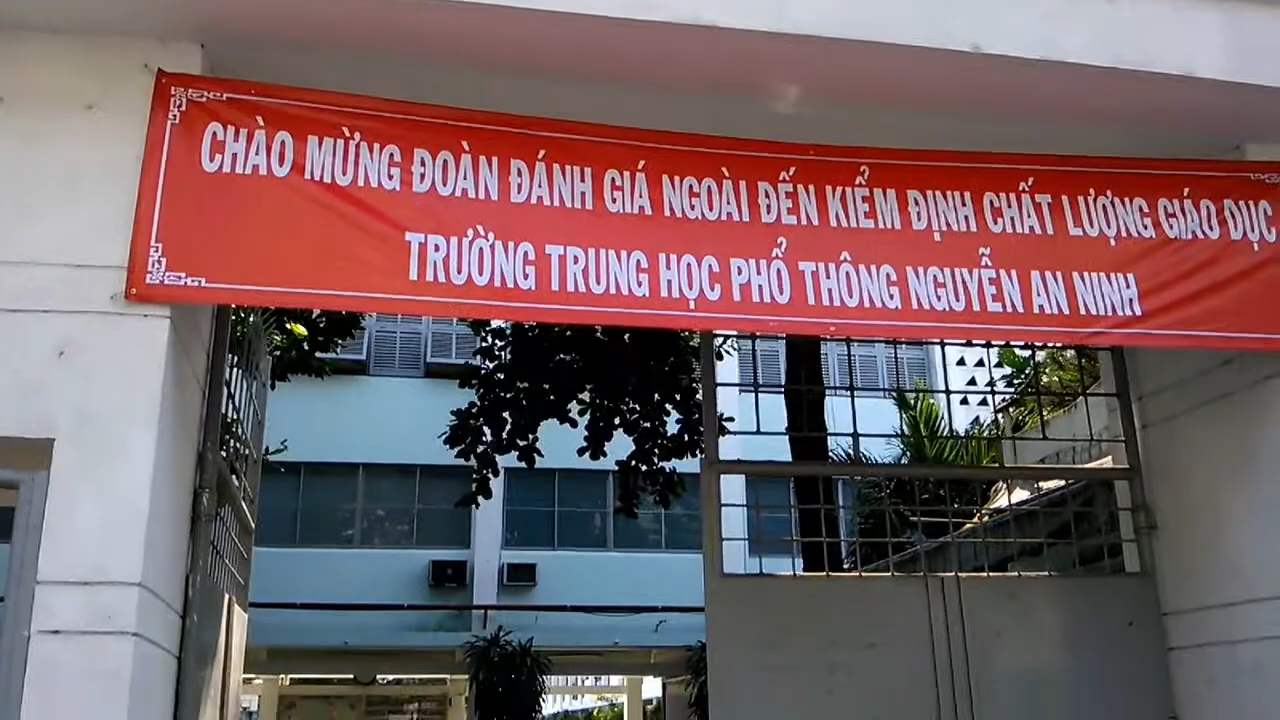 CHÀO MỪNG ĐOÀN ĐÁNH GIÁ NGOÀI ĐẾN KIỂM ĐỊNH CHẤT LƯỢNG GIÁO DỤC
TRƯỜNG TRUNG HỌC PHỔ THÔNG NGUYỄN AN NINH